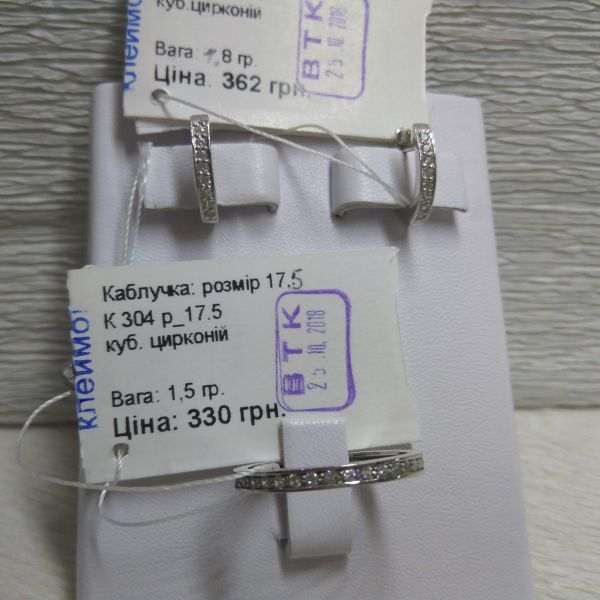 куб.цирконій
Вага: 1,8 гр.
Ціна: 362 грн.
ВТК
25.10.2018
клеймо!
Каблучка: розмір 17,5
К 304 р_17.5
куб. цирконій
Вага: 1,5 гр.
Ціна: 330 грн.
ВТК
25.10.2018
клеймо!